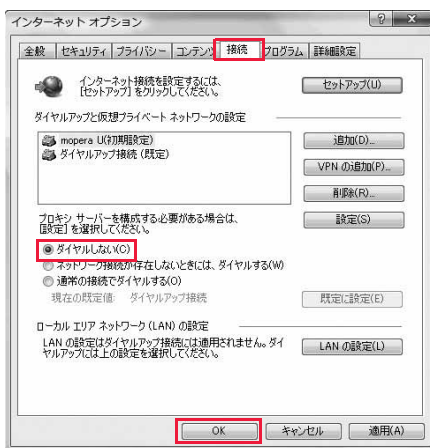 インターネット オプション
全般 セキュリティ プライバシー コンテンツ 接続 プログラム 詳細設定
インターネット接続を設定するには、
[セットアップ] をクリックしてください。
セットアップ(U)
ダイヤルアップと仮想プライベート ネットワークの設定
mopera U(初期設定)
ダイヤルアップ接続 (既定)
追加(D)...
VPN の追加(P)...
削除(R)...
プロキシ サーバーを構成する必要がある場合は、
[設定] を選択してください。
設定(S)
ダイヤルしない(C)
ネットワーク接続が存在しないときには、ダイヤルする(W)
通常の接続でダイヤルする(O)
現在の既定値: ダイヤルアップ接続
既定に設定(E)
ローカル エリア ネットワーク (LAN) の設定
LAN の設定はダイヤルアップ接続には適用されません。ダイ
ヤルアップには上の設定を選択してください。
LAN の設定(L)
OK キャンセル 適用(A)